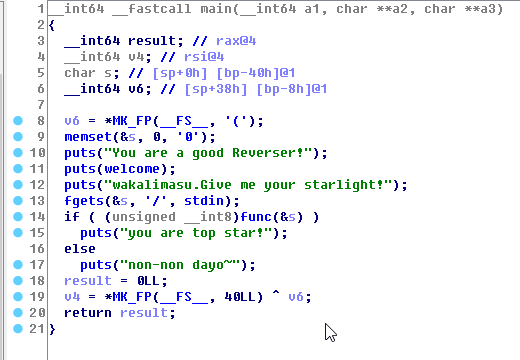 1 __int64 __fastcall main(__int64 a1, char **a2, char **a3)
2 {
3 __int64 result; // rax@4
4 __int64 v4; // rsi@4
5 char s; // [sp+0h] [bp-40h]@1
6 __int64 v6; // [sp+38h] [bp-8h]@1
7
8 v6 = *MK_FP(__FS__, '(');
9 memset(&s, 0, '0');
10 puts("You are a good Reverser!");
11 puts(welcome);
12 puts("wakalimasu.Give me your starlight!");
13 fgets(&s, '/', stdin);
14 if ( (unsigned __int8)func(&s) )
15 puts("you are top star!");
16 else
17 puts("non-non dayo~");
18 result = 0LL;
19 v4 = *MK_FP(__FS__, 40LL) ^ v6;
20 return result;
21 }